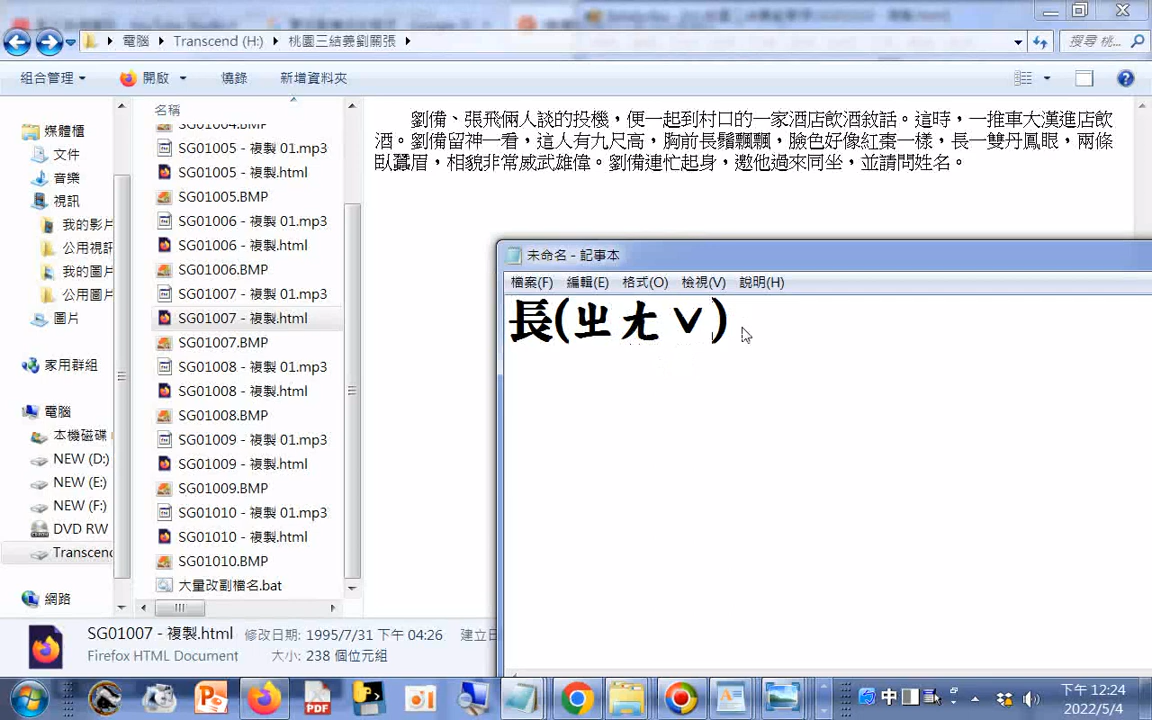 電腦 ▸ Transcend (H:) ▸ 桃園三結義劉關張 ▸
搜尋 桃...
組合管理 ▾
開啟 ▾
燒錄
新增資料夾
媒體櫃
文件
音樂
視訊
我的影片
公用視訊
我的圖片
公用圖片
圖片
家用群組
電腦
本機磁碟
NEW (D:)
NEW (E:)
NEW (F:)
DVD RW
Transcend
網路
名稱
SG01004.BMP
SG01005 - 複製 01.mp3
SG01005 - 複製.html
SG01005.BMP
SG01006 - 複製 01.mp3
SG01006 - 複製.html
SG01006.BMP
SG01007 - 複製 01.mp3
SG01007 - 複製.html
SG01007.BMP
SG01008 - 複製 01.mp3
SG01008 - 複製.html
SG01008.BMP
SG01009 - 複製 01.mp3
SG01009 - 複製.html
SG01009.BMP
SG01010 - 複製 01.mp3
SG01010 - 複製.html
SG01010.BMP
大量改副檔名.bat
劉備、張飛倆人談的投機，便一起到村口的一家酒店飲酒敘話。這時，一推車大漢進店飲
酒。劉備留神一看，這人有九尺高，胸前長鬚飄飄，臉色好像紅棗一樣，長一雙丹鳳眼，兩條
臥蠶眉，相貌非常威武雄偉。劉備連忙起身，邀他過來同坐，並請問姓名。
未命名 - 記事本
檔案(F) 編輯(E) 格式(O) 檢視(V) 說明(H)
長(ㄓㄤˇ)
SG01007 - 複製.html 修改日期: 1995/7/31 下午 04:26 建立日
Firefox HTML Document 大小: 238 個位元組
中
下午 12:24
2022/5/4